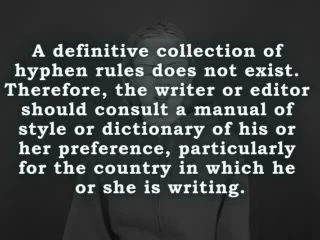 A definitive collection of
hyphen rules does not exist.
Therefore, the writer or editor
should consult a manual of
style or dictionary of his or
her preference, particularly
for the country in which he
or she is writing.